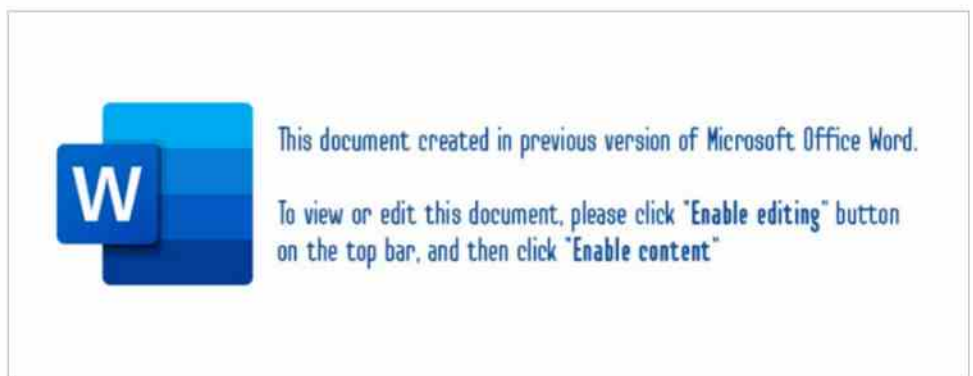 W
This document created in previous version of Microsoft Office Word.
To view or edit this document, please click "Enable editing" button
on the top bar, and then click "Enable content"